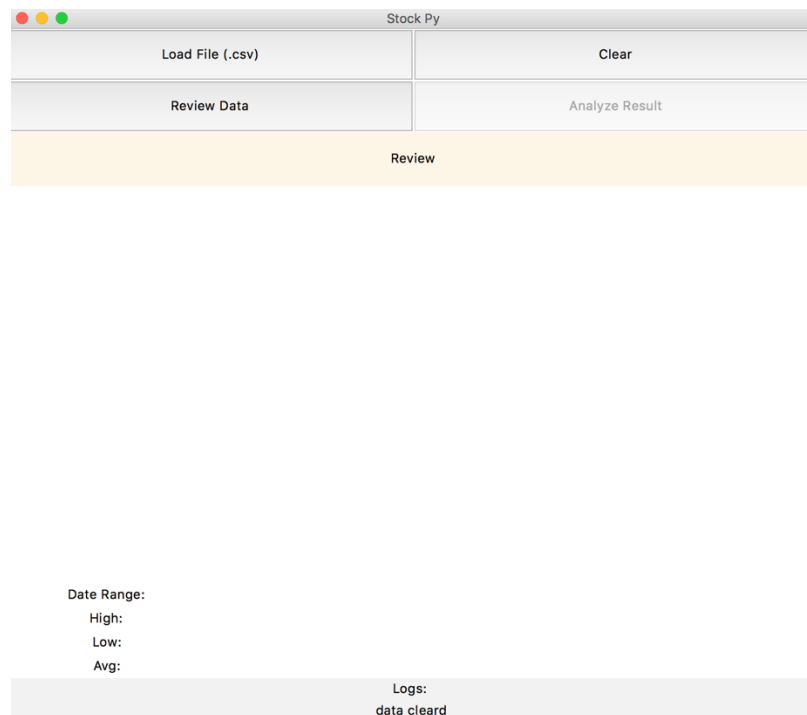 Stock Py
Load File (.csv)
Clear
Review Data
Analyze Result
Review
Date Range:
High:
Low:
Avg:
Logs:
data cleard